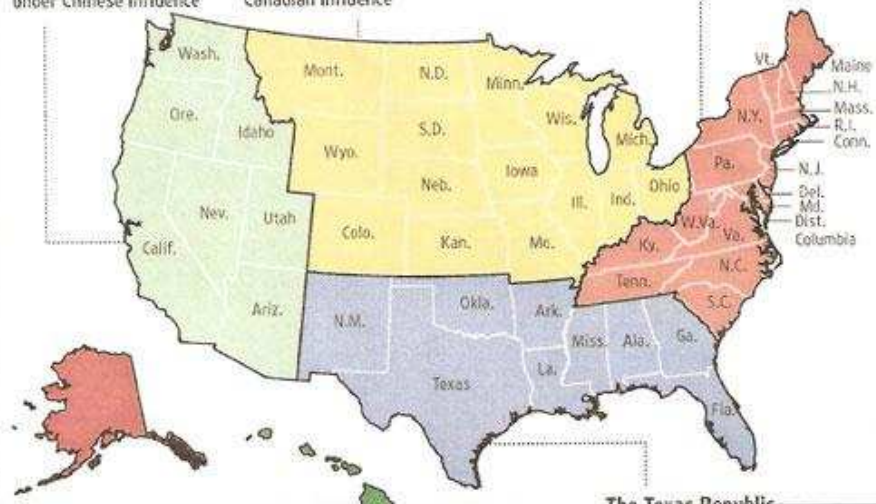 under Chinese influence
Canadian influence
Wash.
Mont.
N.D.
Minn.
Vt.
Maine
N.H.
Mass.
R.I.
Conn.
Ore.
Idaho
S.D.
Wis.
Mich.
N.Y.
Wyo.
Iowa
Pa.
N.J.
Neb.
Ill.
Ind.
Ohio
Del.
Md.
Dist.
Columbia
Nev.
Utah
Colo.
Kan.
Mo.
W.Va.
Va.
Calif.
Ky.
N.C.
Tenn.
S.C.
Ariz.
N.M.
Okla.
Ark.
Miss.
Ala.
Ga.
Texas
La.
Fla.
The Texas Republic